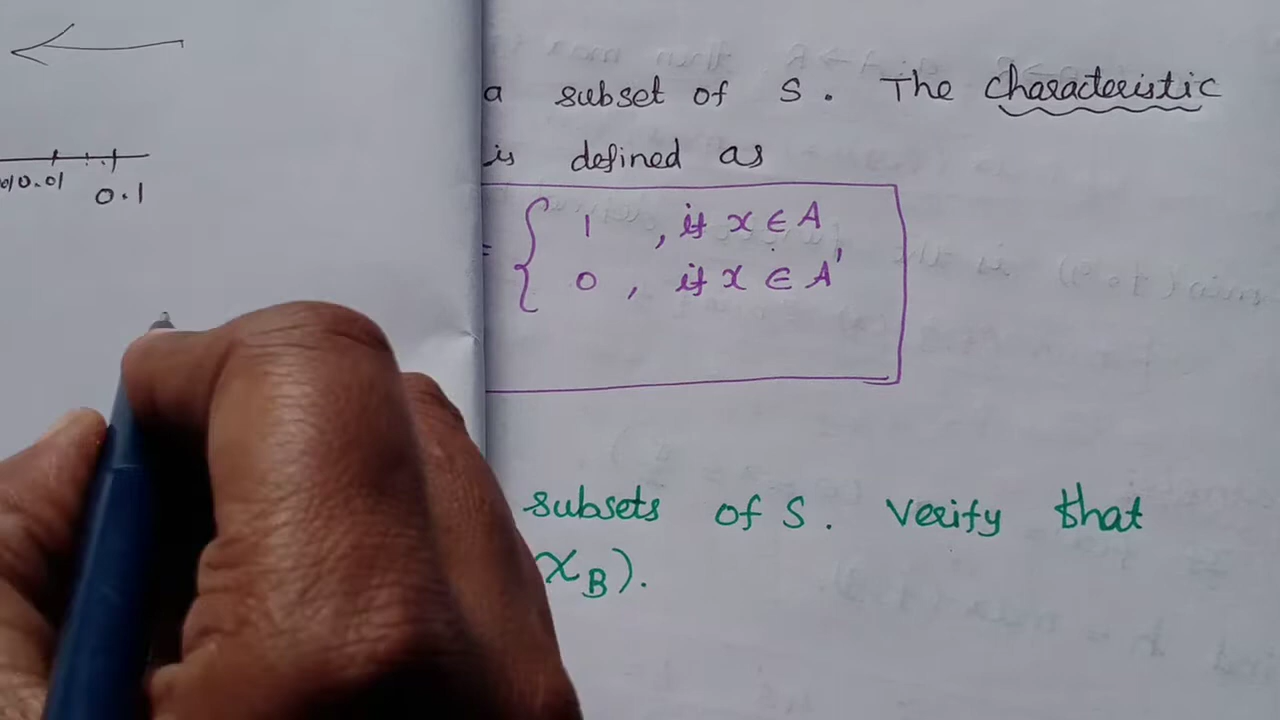 a subset of S. The characteristic
is defined as
= { 1 , if x ∈ A
0 , if x ∈ A'
0.01
0.1
subsets of S. Verify that
χ_B).